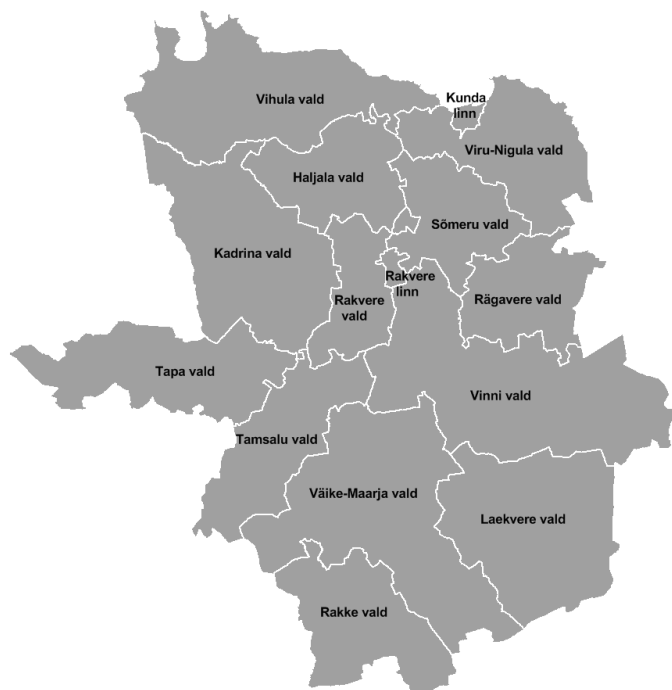 Vihula vald
Kunda
linn
Viru-Nigula vald
Haljala vald
Sõmeru vald
Kadrina vald
Rakvere
linn
Rakvere
vald
Rägavere vald
Tapa vald
Vinni vald
Tamsalu vald
Väike-Maarja vald
Laekvere vald
Rakke vald